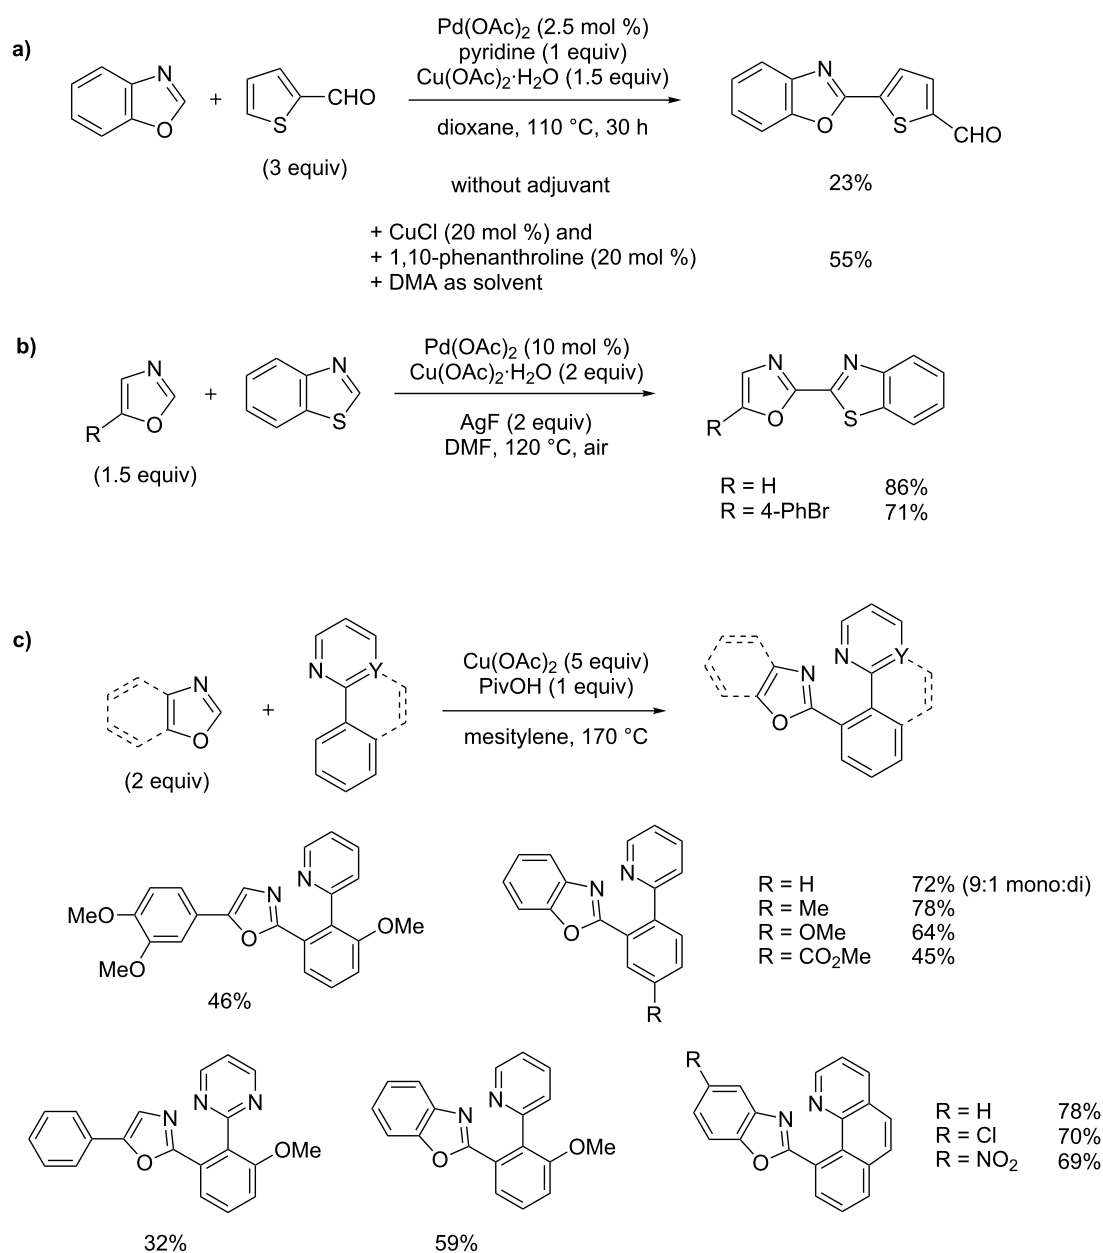 a)
Pd(OAc)2 (2.5 mol %)
pyridine (1 equiv)
Cu(OAc)2·H2O (1.5 equiv)
N
O
+
S
CHO
dioxane, 110 °C, 30 h
N
O
S
CHO
(3 equiv)
without adjuvant
23%
+ CuCl (20 mol %) and
+ 1,10-phenanthroline (20 mol %)
55%
+ DMA as solvent
b)
Pd(OAc)2 (10 mol %)
Cu(OAc)2·H2O (2 equiv)
N
O
R
+
N
S
AgF (2 equiv)
DMF, 120 °C, air
N
O
R
N
S
(1.5 equiv)
R = H 86%
R = 4-PhBr 71%
c)
Cu(OAc)2 (5 equiv)
PivOH (1 equiv)
N
O
+
N
Y
mesitylene, 170 °C
N
O
N
Y
(2 equiv)
MeO
MeO
N
O
N
OMe
46%
N
O
N
R
R = H 72% (9:1 mono:di)
R = Me 78%
R = OMe 64%
R = CO2Me 45%
N
O
N
N
OMe
32%
N
O
N
OMe
59%
R
N
O
N
R = H 78%
R = Cl 70%
R = NO2 69%